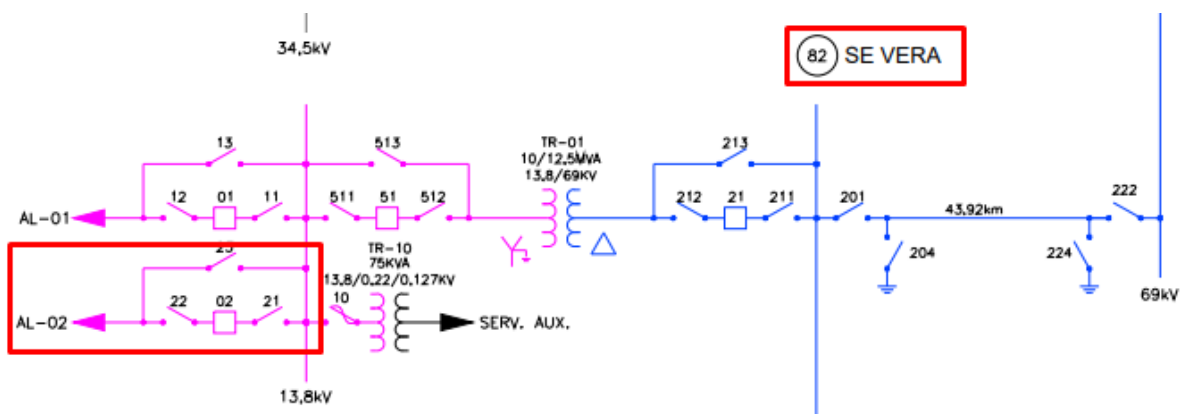 34,5kV
82 SE VERA
13
513
TR-01
10/12.5MVA
13.8/69KV
213
12 01 11 511 51 512
212 21 211 201
43,92km
222
AL-01
204
224
23
TR-10
75KVA
13.8/0.22/0.127KV
22 02 21 10
AL-02
SERV. AUX.
69kV
13,8kV